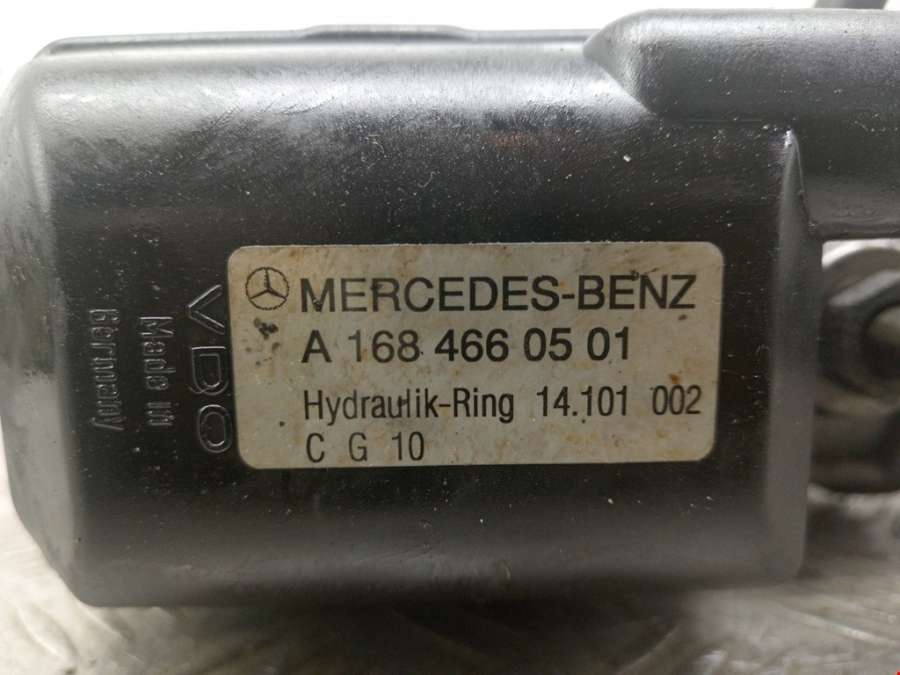 MERCEDES-BENZ
A 168 466 05 01
Hydraulik-Ring 14.101 002
C G 10
VDO
Made in
Germany